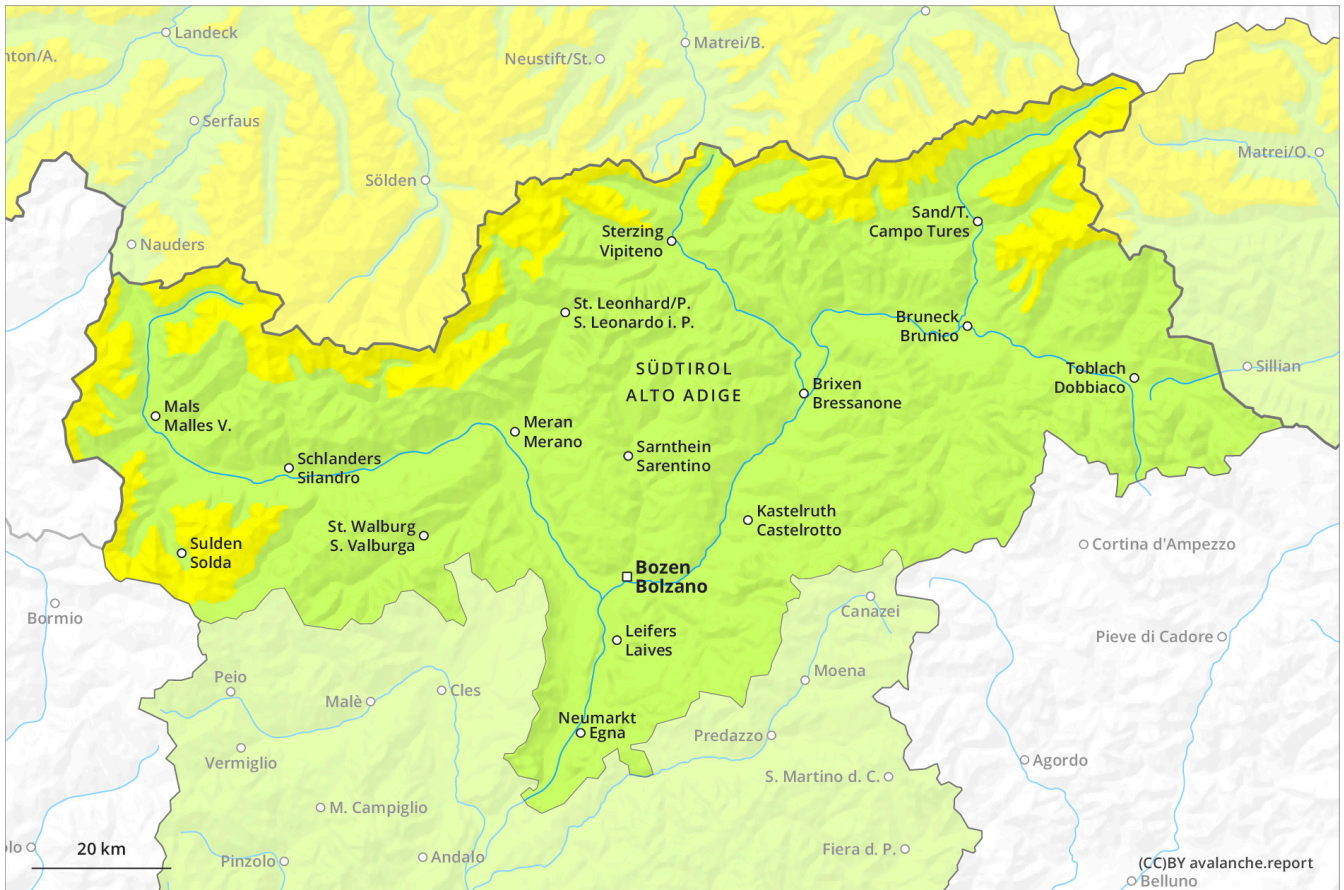 Landeck
Matrei/B.
nton/A.
Neustift/St.
Serfaus
Matrei/O.
Sölden
Sand/T.
Campo Tures
Sterzing
Vipiteno
Nauders
St. Leonhard/P.
S. Leonardo i. P.
Bruneck
Brunico
SÜDTIROL
ALTO ADIGE
Toblach
Dobbiaco
Sillian
Brixen
Bressanone
Mals
Malles V.
Meran
Merano
Sarnthein
Sarentino
Schlanders
Silandro
Kastelruth
Castelrotto
St. Walburg
S. Valburga
Sulden
Solda
Cortina d'Ampezzo
Bozen
Bolzano
Bormio
Canazei
Leifers
Laives
Pieve di Cadore
Peio
Moena
Malè
Cles
Neumarkt
Egna
Predazzo
Vermiglio
Agordo
S. Martino d. C.
M. Campiglio
lo
20 km
Pinzolo
Andalo
Fiera d. P.
(CC)BY avalanche.report
Belluno